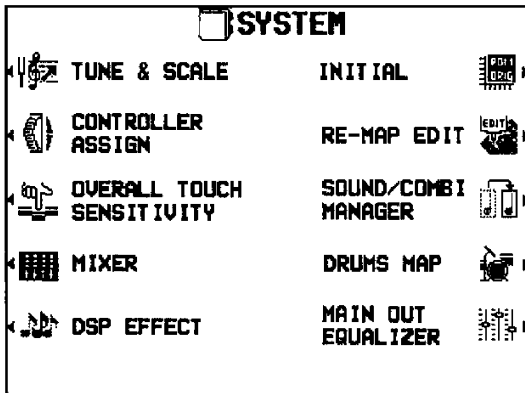 SYSTEM
TUNE & SCALE
CONTROLLER
ASSIGN
OVERALL TOUCH
SENSITIVITY
MIXER
DSP EFFECT
INITIAL
RE-MAP EDIT
EDIT
SOUND/COMBI
MANAGER
DRUMS MAP
MAIN OUT
EQUALIZER